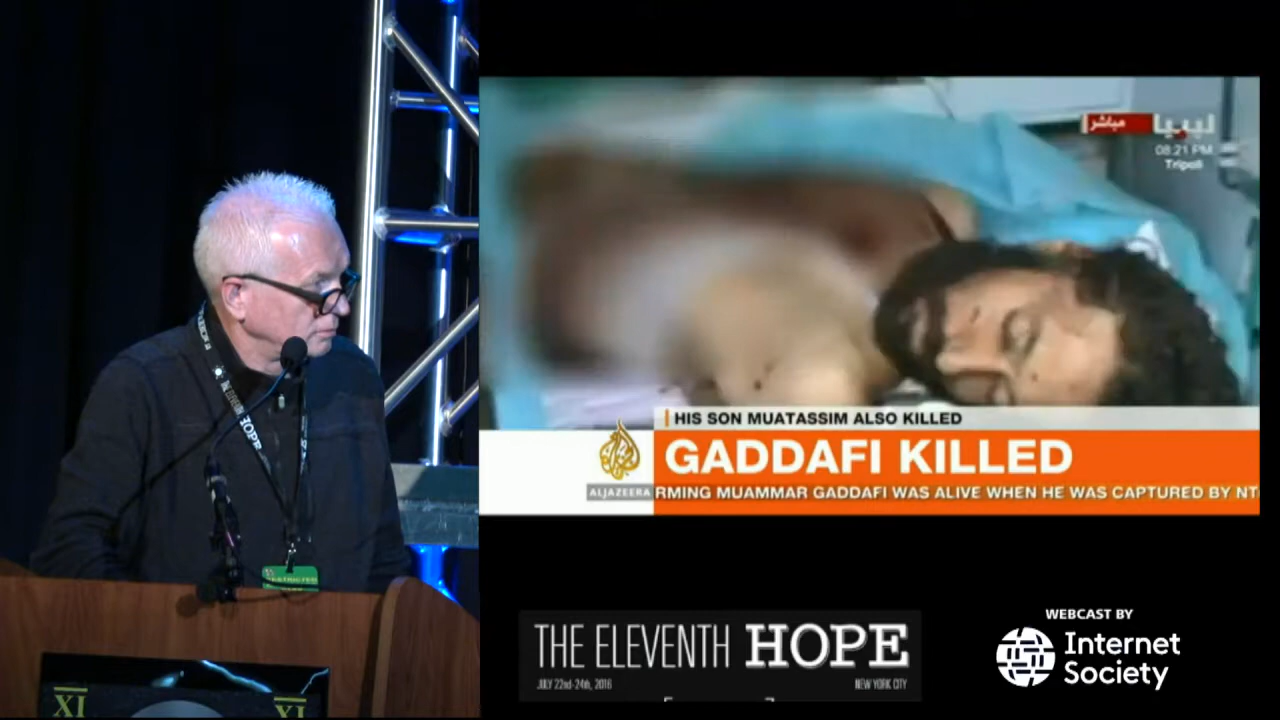 HOPE
XI
XI
مباشر
ليبيا
08:21 PM
Tripoli
HIS SON MUATASSIM ALSO KILLED
GADDAFI KILLED
ALJAZEERA
RMING MUAMMAR GADDAFI WAS ALIVE WHEN HE WAS CAPTURED BY NT
THE ELEVENTH HOPE
JULY 22nd-24th, 2016
NEW YORK CITY
WEBCAST BY
Internet
Society